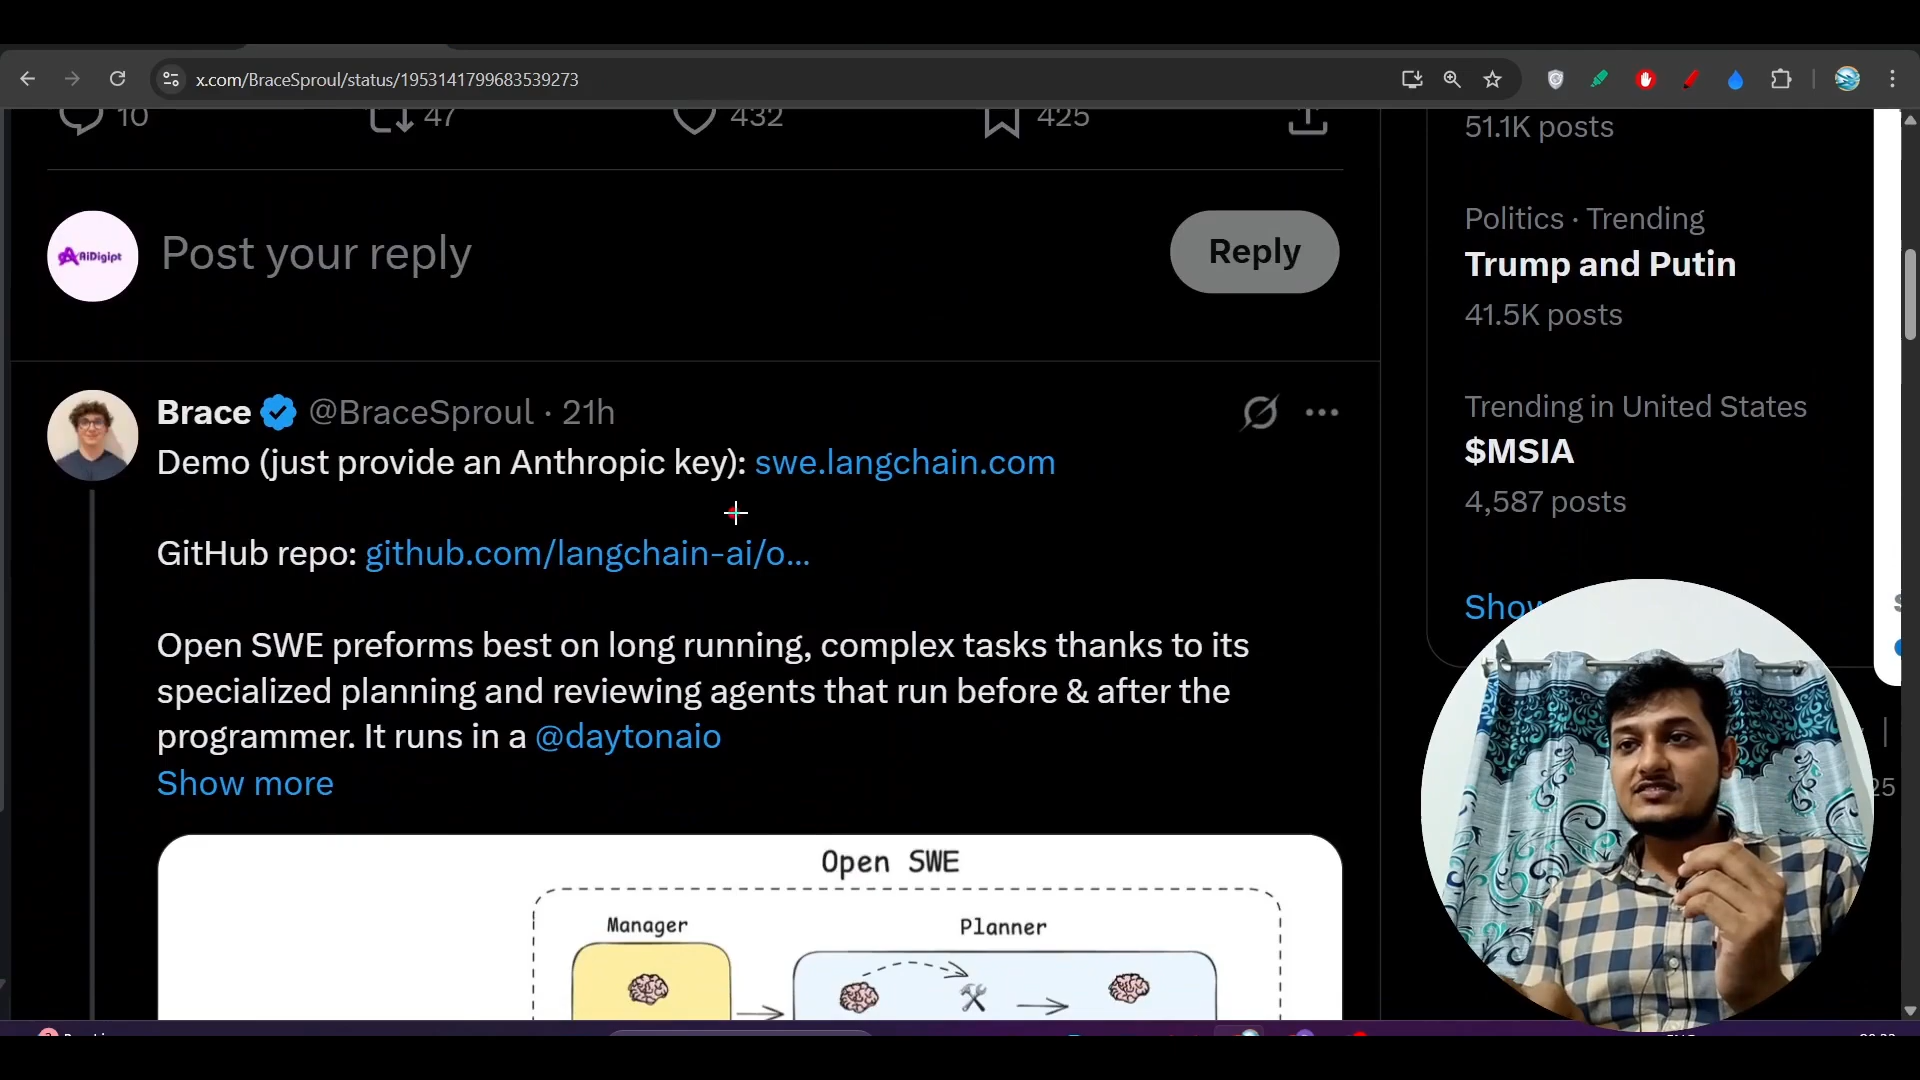 x.com/BraceSproul/status/1953141799683539273
10 47 432 425
51.1K posts
AiDigipt
Post your reply
Reply
Politics · Trending
Trump and Putin
41.5K posts
Trending in United States
$MSIA
4,587 posts
Show
Brace @BraceSproul · 21h
Demo (just provide an Anthropic key): swe.langchain.com
GitHub repo: github.com/langchain-ai/o...
Open SWE preforms best on long running, complex tasks thanks to its
specialized planning and reviewing agents that run before & after the
programmer. It runs in a @daytonaio
Show more
Open SWE
Manager
Planner